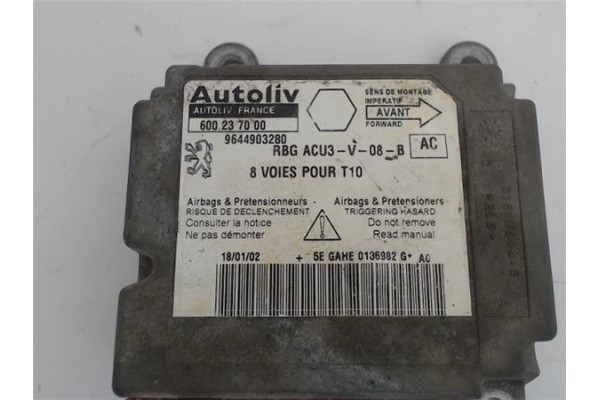 Autoliv
AUTOLIV FRANCE
600 23 70 00
9644903280
SENS DE MONTAGE
IMPERATIF
AVANT
FORWARD
RBG ACU3-V-08-B AC
8 VOIES POUR T10
Airbags & Pretensionneurs
RISQUE DE DECLENCHEMENT
Consulter la notice
Ne pas démonter
Airbags & Pretensioners
TRIGGERING HASARD
Do not remove
Read manual
18/01/02 + 5E GAHE 0136982 G* AC